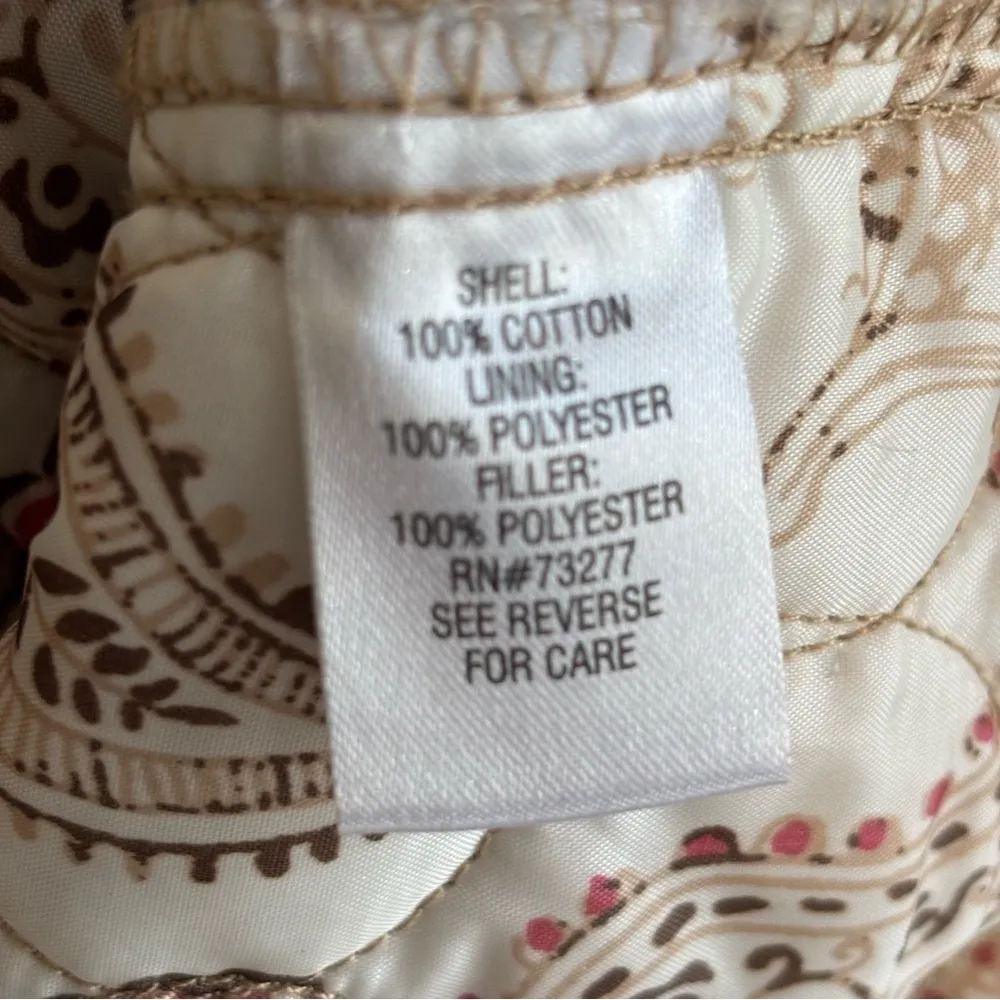 SHELL:
100% COTTON
LINING:
100% POLYESTER
FILLER:
100% POLYESTER
RN#73277
SEE REVERSE
FOR CARE